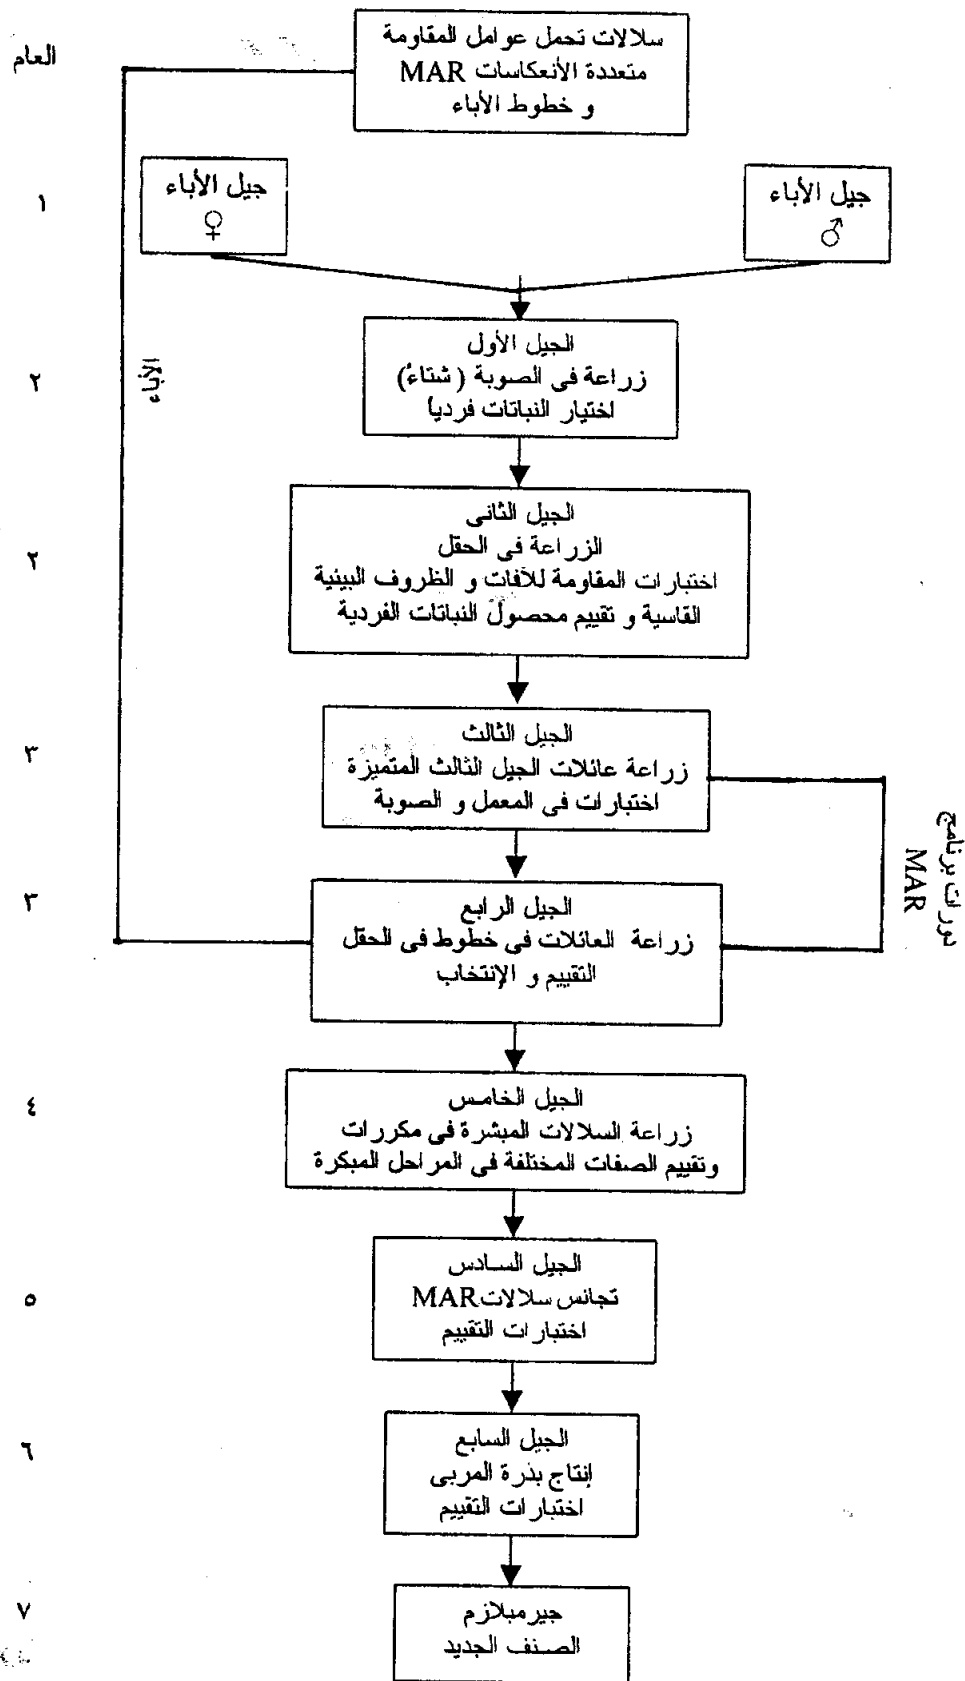 العام
سلالات تحمل عوامل المقاومة
متعددة الأنعكاسات MAR
و خطوط الأباء
١
جيل الأباء
♂
جيل الأباء
♀
الأباء
٢
الجيل الأول
زراعة فى الصوبة (شتاءً)
اختيار النباتات فردياً
٢
الجيل الثانى
الزراعة فى الحقل
اختبارات المقاومة للأفات و الظروف البيئية
القاسية و تقييم محصول النباتات الفردية
٣
الجيل الثالث
زراعة عائلات الجيل الثالث المتميزة
اختبارات فى المعمل و الصوبة
دورات برنامج
MAR
٣
الجيل الرابع
زراعة العائلات فى خطوط فى الحقل
التقييم و الإنتخاب
٤
الجيل الخامس
زراعة السلالات المبشرة فى مكررات
وتقييم الصفات المختلفة فى المراحل المبكرة
٥
الجيل السادس
تجانس سلالات MAR
اختبارات التقييم
٦
الجيل السابع
إنتاج بذرة المربى
اختبارات التقييم
٧
جيرمبلازم
الصنف الجديد